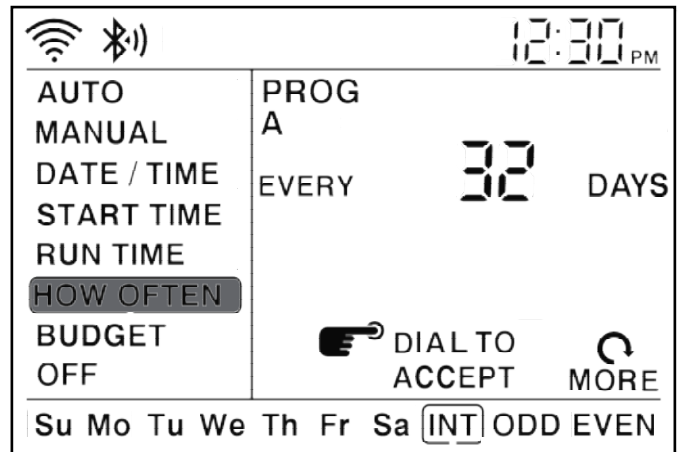 12:30 PM
AUTO
MANUAL
DATE / TIME
START TIME
RUN TIME
HOW OFTEN
BUDGET
OFF
PROG
A
EVERY 32 DAYS
DIAL TO
ACCEPT
MORE
Su Mo Tu We Th Fr Sa INT ODD EVEN